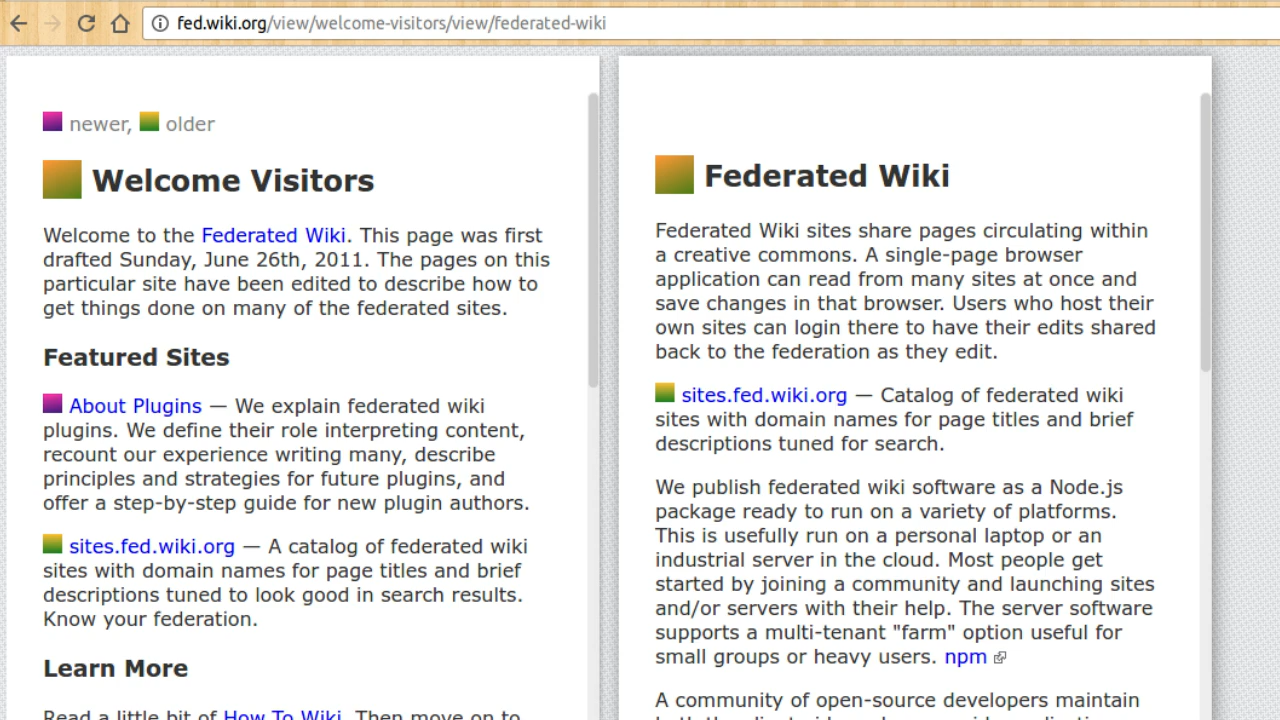 fed.wiki.org/view/welcome-visitors/view/federated-wiki
newer, older
Welcome Visitors
Welcome to the Federated Wiki. This page was first
drafted Sunday, June 26th, 2011. The pages on this
particular site have been edited to describe how to
get things done on many of the federated sites.
Featured Sites
About Plugins — We explain federated wiki
plugins. We define their role interpreting content,
recount our experience writing many, describe
principles and strategies for future plugins, and
offer a step-by-step guide for new plugin authors.
sites.fed.wiki.org — A catalog of federated wiki
sites with domain names for page titles and brief
descriptions tuned to look good in search results.
Know your federation.
Learn More
Read a little bit of How To Wiki. Then move on to
Federated Wiki
Federated Wiki sites share pages circulating within
a creative commons. A single-page browser
application can read from many sites at once and
save changes in that browser. Users who host their
own sites can login there to have their edits shared
back to the federation as they edit.
sites.fed.wiki.org — Catalog of federated wiki
sites with domain names for page titles and brief
descriptions tuned for search.
We publish federated wiki software as a Node.js
package ready to run on a variety of platforms.
This is usefully run on a personal laptop or an
industrial server in the cloud. Most people get
started by joining a community and launching sites
and/or servers with their help. The server software
supports a multi-tenant "farm" option useful for
small groups or heavy users. npm
A community of open-source developers maintain